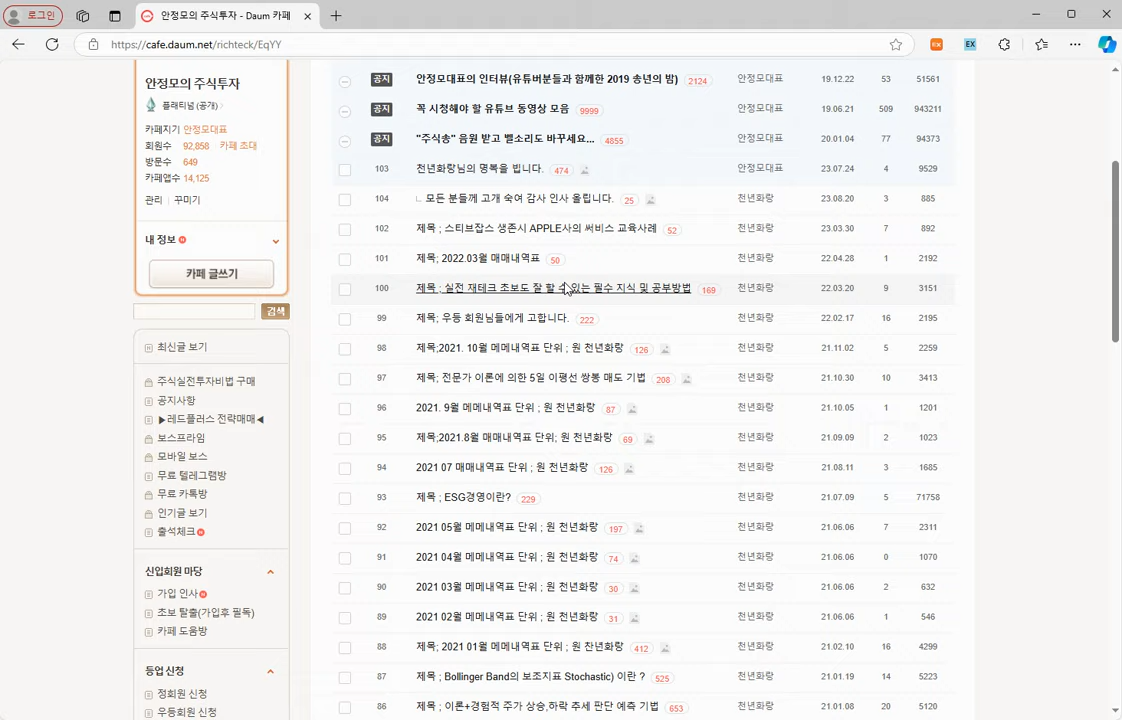 로그인
안정모의 주식투자 - Daum 카페
https://cafe.daum.net/richteck/EqYY
안정모의 주식투자
플래티넘 (공개)
카페지기 안정모대표
회원수 92,858 카페 초대
방문수 649
카페앱수 14,125
관리 꾸미기
내 정보
카페 글쓰기
검색
최신글 보기
주식실전투자비법 구매
공지사항
▶레드플러스 전략매매◀
보스프라임
모바일 보스
무료 텔레그램방
무료 카톡방
인기글 보기
출석체크
신입회원 마당
가입 인사
초보 탈출(가입후 필독)
카페 도움방
등업 신청
정회원 신청
우등회원 신청
공지 안정모대표의 인터뷰(유튜버분들과 함께한 2019 송년의 밤) 2124 안정모대표 19.12.22 53 51561
공지 꼭 시청해야 할 유튜브 동영상 모음 9999 안정모대표 19.06.21 509 943211
공지 "주식송" 음원 받고 벨소리도 바꾸세요... 4855 안정모대표 20.01.04 77 94373
103 천년화랑님의 명복을 빕니다. 474 안정모대표 23.07.24 4 9529
104 모든 분들께 고개 숙여 감사 인사 올립니다. 25 천년화랑 23.08.20 3 885
102 제목 ; 스티브잡스 생존시 APPLE사의 써비스 교육사례 52 천년화랑 23.03.30 7 892
101 제목; 2022.03월 매매내역표 50 천년화랑 22.04.28 1 2192
100 제목 ; 실전 재테크 초보도 잘 할 수 있는 필수 지식 및 공부방법 169 천년화랑 22.03.20 9 3151
99 제목; 우등 회원님들에게 고합니다. 222 천년화랑 22.02.17 16 2195
98 제목;2021. 10월 메메내역표 단위 ; 원 천년화랑 126 천년화랑 21.11.02 5 2259
97 제목; 전문가 이론에 의한 5일 이평선 쌍봉 매도 기법 208 천년화랑 21.10.30 10 3413
96 2021. 9월 메메내역표 단위 ; 원 천년화랑 87 천년화랑 21.10.05 1 1201
95 제목;2021.8월 매매내역표 단위; 원 천년화랑 69 천년화랑 21.09.09 2 1023
94 2021 07 매매내역표 단위 ; 원 천년화랑 126 천년화랑 21.08.11 3 1685
93 제목 ; ESG경영이란? 229 천년화랑 21.07.09 5 71758
92 2021 05월 메메내역표 단위 ; 원 천년화랑 197 천년화랑 21.06.06 7 2311
91 2021 04월 메메내역표 단위 ; 원 천년화랑 74 천년화랑 21.06.06 0 1070
90 2021 03월 메메내역표 단위 ; 원 천년화랑 30 천년화랑 21.06.06 2 632
89 2021 02월 메메내역표 단위 ; 원 천년화랑 31 천년화랑 21.06.06 1 546
88 제목; 2021 01월 메메내역표 단위 ; 원 찬년화랑 412 천년화랑 21.02.10 16 4299
87 제목 ; Bollinger Band의 보조지표 Stochastic) 이란 ? 525 천년화랑 21.01.19 14 5223
86 제목 ; 이론+경험적 주가 상승,하락 추세 판단 예측 기법 653 천년화랑 21.01.08 20 5120